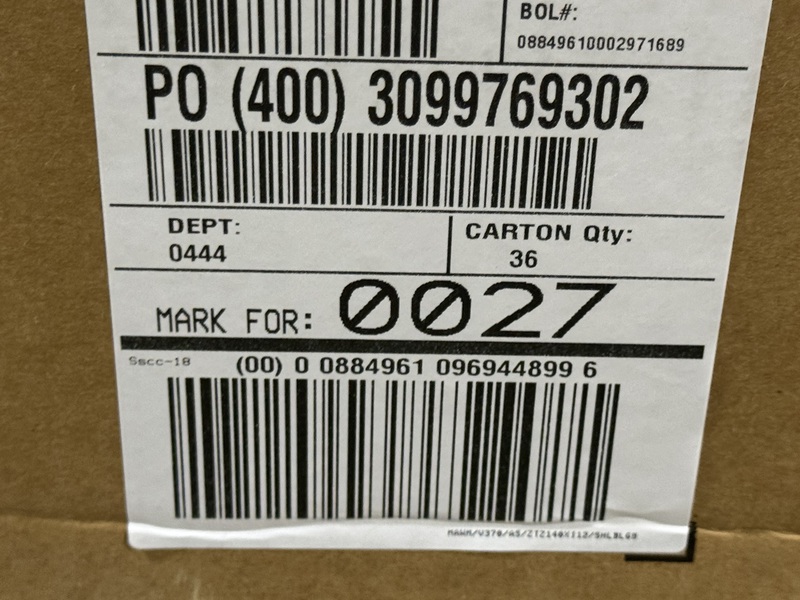 BOL#:
08849610002971689
PO (400) 3099769302
DEPT:
0444
CARTON Qty:
36
MARK FOR: 0027
Sscc-18
(00) 0 0884961 096944899 6